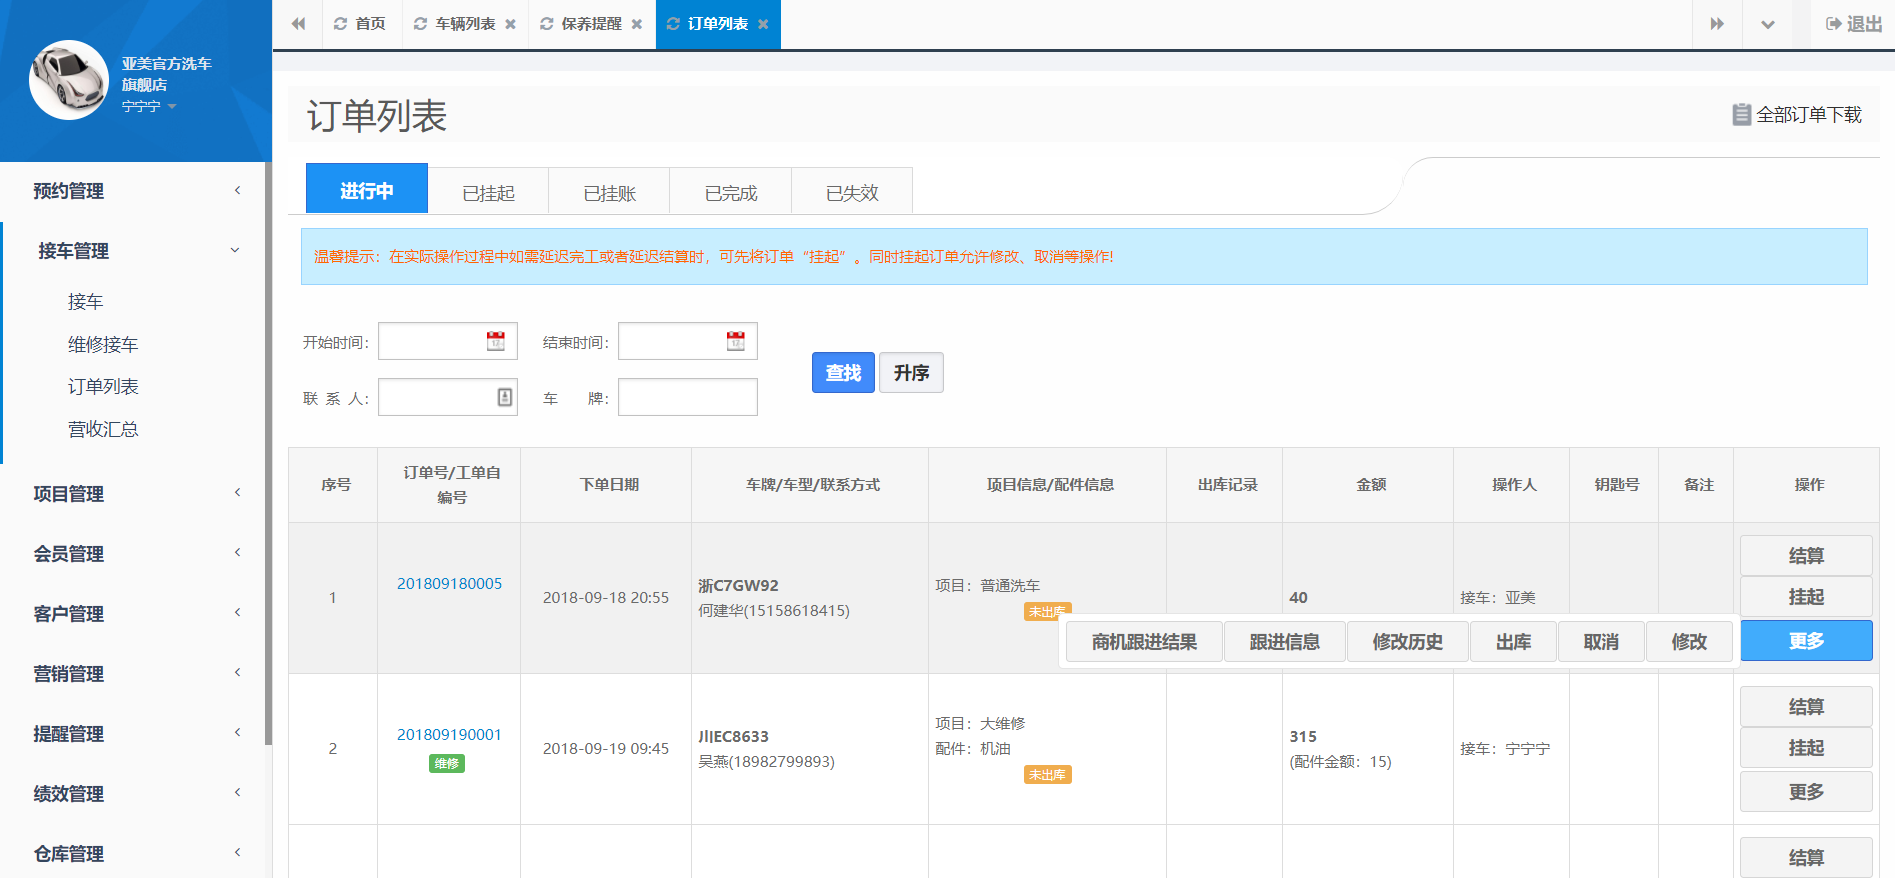 亚美官方洗车
旗舰店
宁宁宁
首页
车辆列表
保养提醒
订单列表
退出
预约管理
接车管理
接车
维修接车
订单列表
营收汇总
项目管理
会员管理
客户管理
营销管理
提醒管理
绩效管理
仓库管理
订单列表
全部订单下载
进行中
已挂起
已挂账
已完成
已失效
温馨提示：在实际操作过程中如需延迟完工或者延迟结算时，可先将订单“挂起”。同时挂起订单允许修改、取消等操作!
开始时间：
结束时间：
联 系 人：
车 牌：
查找
升序
序号
订单号/工单自
编号
下单日期
车牌/车型/联系方式
项目信息/配件信息
出库记录
金额
操作人
钥匙号
备注
操作
1
201809180005
2018-09-18 20:55
浙C7GW92
何建华(15158618415)
项目：普通洗车
未出库
40
接车：亚美
结算
挂起
更多
商机跟进结果
跟进信息
修改历史
出库
取消
修改
2
201809190001
维修
2018-09-19 09:45
川EC8633
吴燕(18982799893)
项目：大维修
配件：机油
未出库
315
(配件金额：15)
接车：宁宁宁
结算
挂起
更多
结算